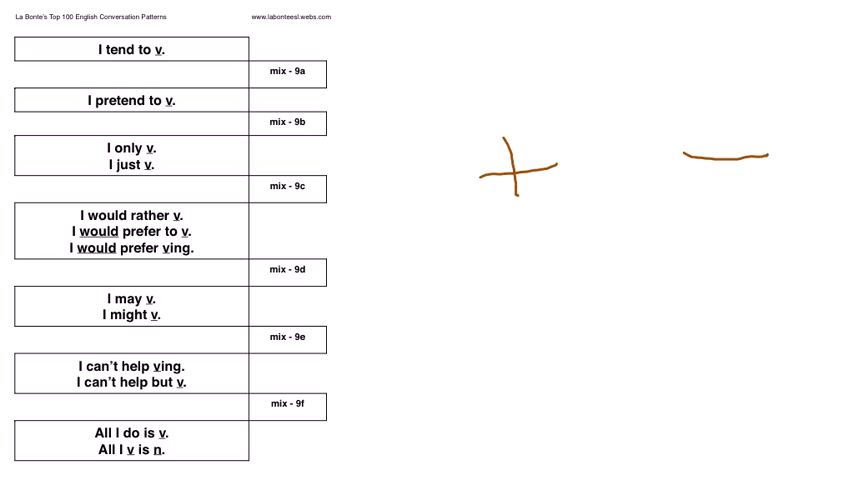 La Bonte's Top 100 English Conversation Patterns
www.labonteesl.webs.com
I tend to v.
mix - 9a
I pretend to v.
mix - 9b
I only v.
I just v.
mix - 9c
I would rather v.
I would prefer to v.
I would prefer ving.
mix - 9d
I may v.
I might v.
mix - 9e
I can't help ving.
I can't help but v.
mix - 9f
All I do is v.
All I v is n.
+
−